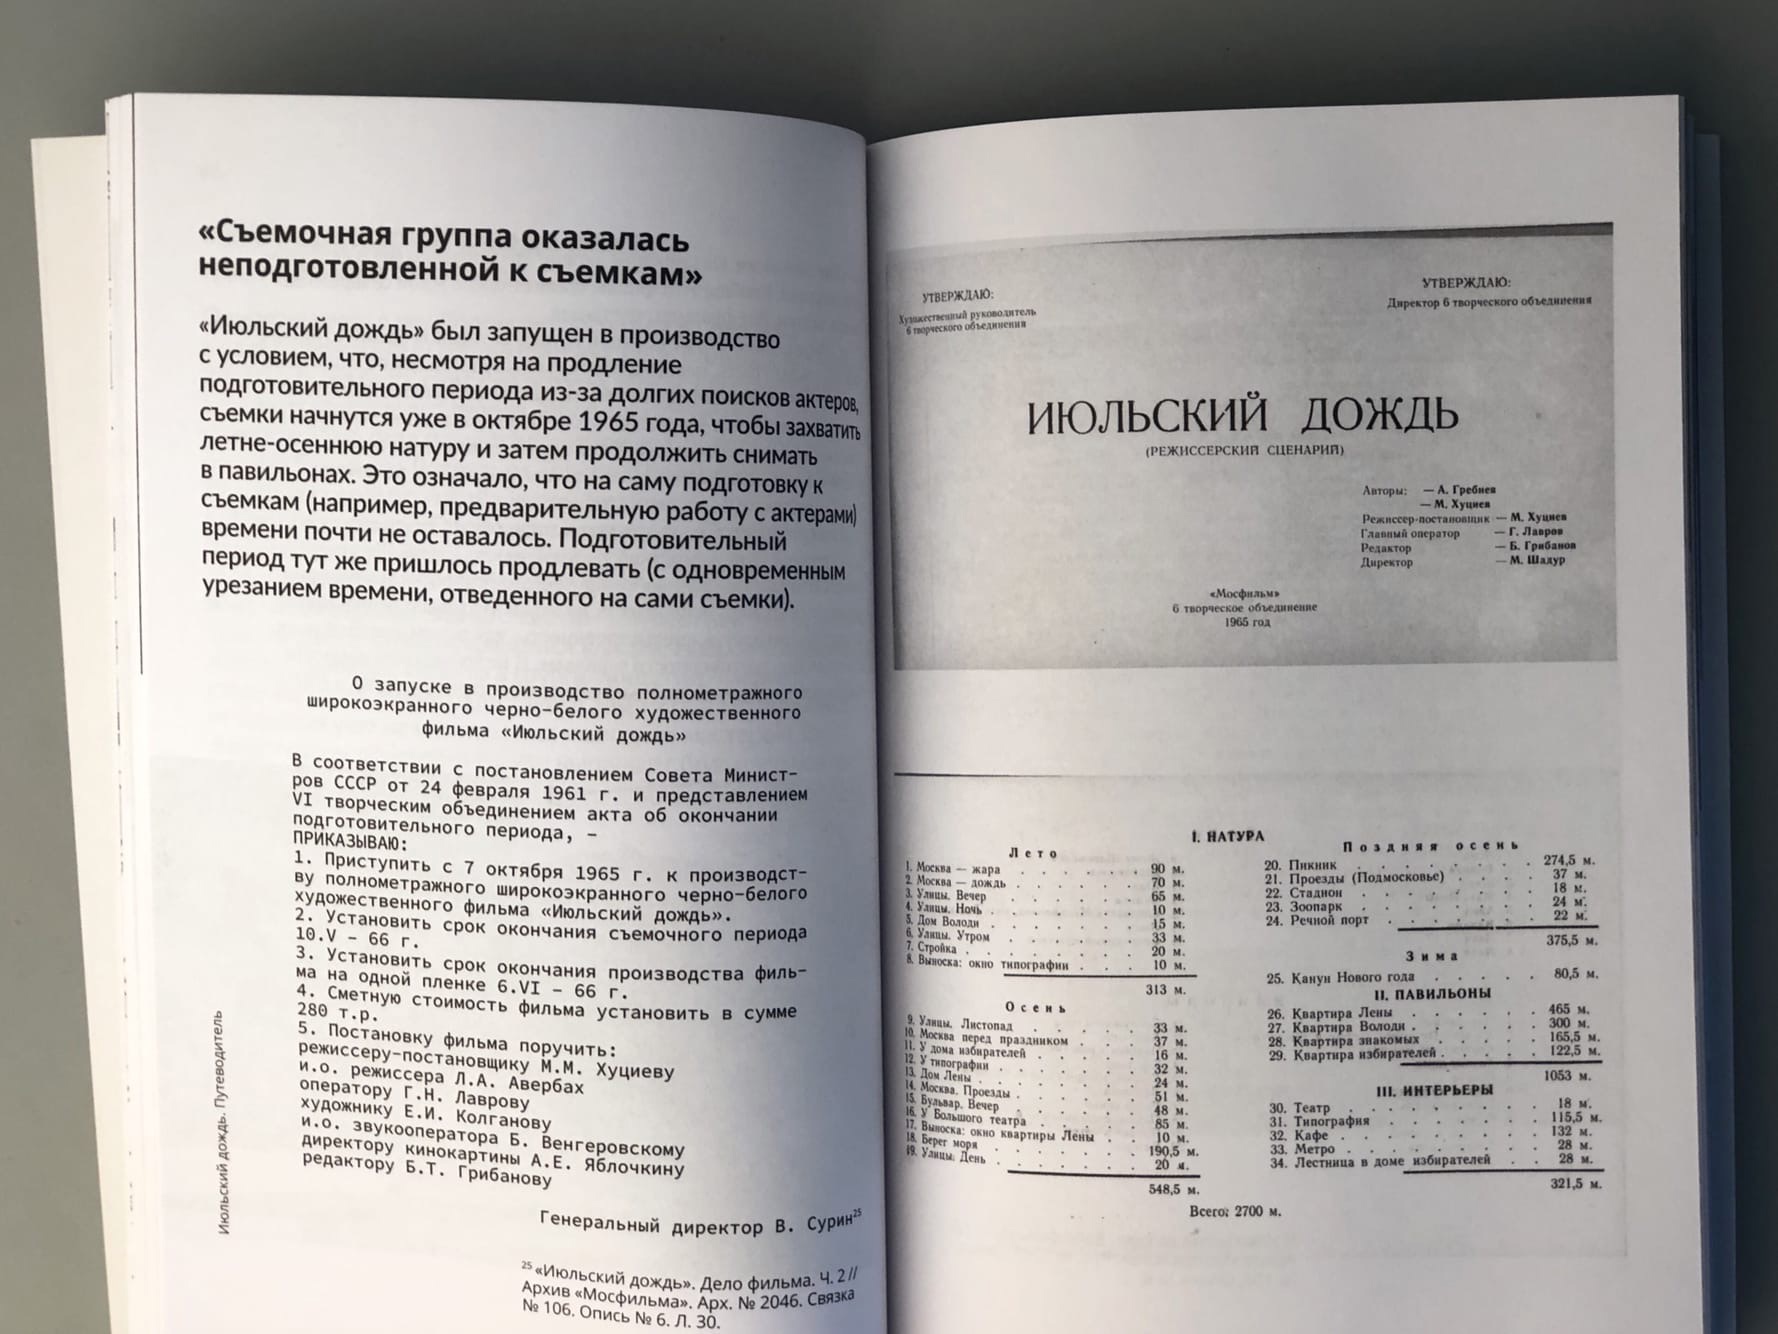 «Съемочная группа оказалась
неподготовленной к съемкам»
«Июльский дождь» был запущен в производство
с условием, что, несмотря на продление
подготовительного периода из-за долгих поисков актеров,
съемки начнутся уже в октябре 1965 года, чтобы захватить
летне-осеннюю натуру и затем продолжить снимать
в павильонах. Это означало, что на саму подготовку к
съемкам (например, предварительную работу с актерами)
времени почти не оставалось. Подготовительный
период тут же пришлось продлевать (с одновременным
урезанием времени, отведенного на сами съемки).
О запуске в производство полнометражного
широкоэкранного черно-белого художественного
фильма «Июльский дождь»
В соответствии с постановлением Совета Минист-
ров СССР от 24 февраля 1961 г. и представлением
VI творческим объединением акта об окончании
подготовительного периода, –
ПРИКАЗЫВАЮ:
1. Приступить с 7 октября 1965 г. к производст-
ву полнометражного широкоэкранного черно-белого
художественного фильма «Июльский дождь».
2. Установить срок окончания съемочного периода
10.V – 66 г.
3. Установить срок окончания производства филь-
ма на одной пленке 6.VI – 66 г.
4. Сметную стоимость фильма установить в сумме
280 т.р.
5. Постановку фильма поручить:
режиссеру-постановщику М.М. Хуциеву
и.о. режиссера Л.А. Авербах
оператору Г.Н. Лаврову
художнику Е.И. Колганову
и.о. звукооператора Б. Венгеровскому
директору кинокартины А.Е. Яблочкину
редактору Б.Т. Грибанову
Генеральный директор В. Сурин25
25 «Июльский дождь». Дело фильма. Ч. 2 //
Архив «Мосфильма». Арх. № 2046. Связка
№ 106. Опись № 6. Л. 30.
Июльский дождь. Путеводитель
УТВЕРЖДАЮ:
Художественный руководитель
6 творческого объединения
УТВЕРЖДАЮ:
Директор 6 творческого объединения
ИЮЛЬСКИЙ ДОЖДЬ
(РЕЖИССЕРСКИЙ СЦЕНАРИЙ)
Авторы: — А. Гребнев
— М. Хуциев
Режиссер-постановщик — М. Хуциев
Главный оператор — Г. Лавров
Редактор — Б. Грибанов
Директор — М. Шадур
«Мосфильм»
6 творческое объединение
1965 год
I. НАТУРА
Лето
1. Москва — жара . . . . . . 90 м.
2. Москва — дождь . . . . . . 70 м.
3. Улицы. Вечер . . . . . . 65 м.
4. Улицы. Ночь . . . . . . 10 м.
5. Дом Володи . . . . . . 15 м.
6. Улицы. Утром . . . . . . 33 м.
7. Стройка . . . . . . . 20 м.
8. Выноска: окно типографии . . . 10 м.
313 м.
Осень
9. Улицы. Листопад . . . . . 33 м.
10. Москва перед праздником . . . 37 м.
11. У дома избирателей . . . . . 16 м.
12. У типографии . . . . . . 32 м.
13. Дом Лены . . . . . . . 24 м.
14. Москва. Проезды . . . . . 51 м.
15. Бульвар. Вечер . . . . . 48 м.
16. У Большого театра . . . . . 85 м.
17. Выноска: окно квартиры Лены . . 10 м.
18. Берег моря . . . . . . 190,5 м.
19. Улицы. День . . . . . . 20 м.
548,5 м.
Поздняя осень
20. Пикник . . . . . . . . 274,5 м.
21. Проезды (Подмосковье) . . . . 37 м.
22. Стадион . . . . . . . 18 м.
23. Зоопарк . . . . . . . 24 м.
24. Речной порт . . . . . . 22 м.
375,5 м.
Зима
25. Канун Нового года . . . . . 80,5 м.
II. ПАВИЛЬОНЫ
26. Квартира Лены . . . . . . 465 м.
27. Квартира Володи . . . . . . 300 м.
28. Квартира знакомых . . . . . 165,5 м.
29. Квартира избирателей . . . . . 122,5 м.
1053 м.
III. ИНТЕРЬЕРЫ
30. Театр . . . . . . . . 18 м.
31. Типография . . . . . . . 115,5 м.
32. Кафе . . . . . . . . 132 м.
33. Метро . . . . . . . . 28 м.
34. Лестница в доме избирателей . . 28 м.
321,5 м.
Всего: 2700 м.